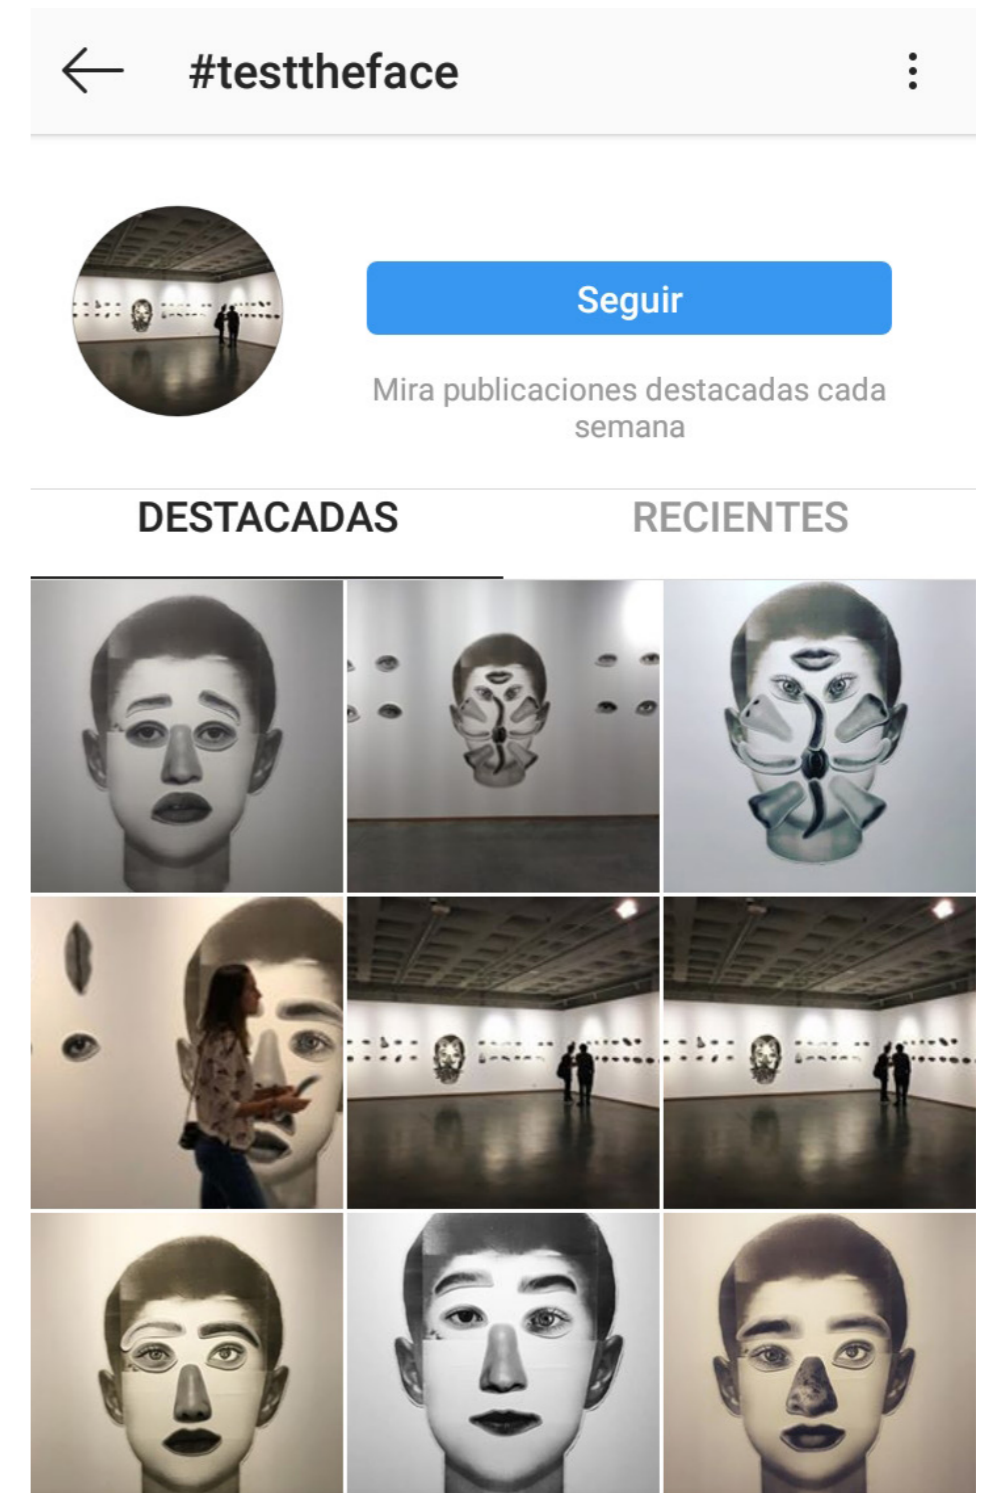 #testtheface
Seguir
Mira publicaciones destacadas cada
semana
DESTACADAS
RECIENTES